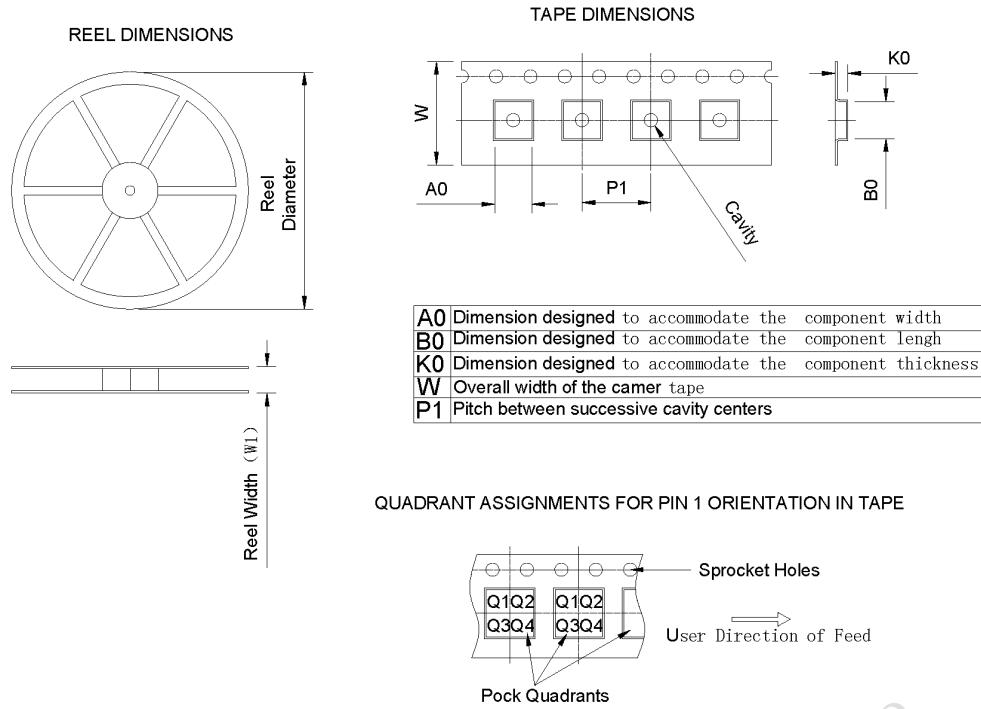 TAPE DIMENSIONS
REEL DIMENSIONS
K0
W
A0
P1
B0
Cavity
Reel
Diameter
A0 Dimension designed to accommodate the component width
B0 Dimension designed to accommodate the component lengh
K0 Dimension designed to accommodate the component thickness
W Overall width of the camer tape
P1 Pitch between successive cavity centers
Reel Width (W1)
QUADRANT ASSIGNMENTS FOR PIN 1 ORIENTATION IN TAPE
Sprocket Holes
Q1Q2 Q1Q2
Q3Q4 Q3Q4
User Direction of Feed
Pock Quadrants